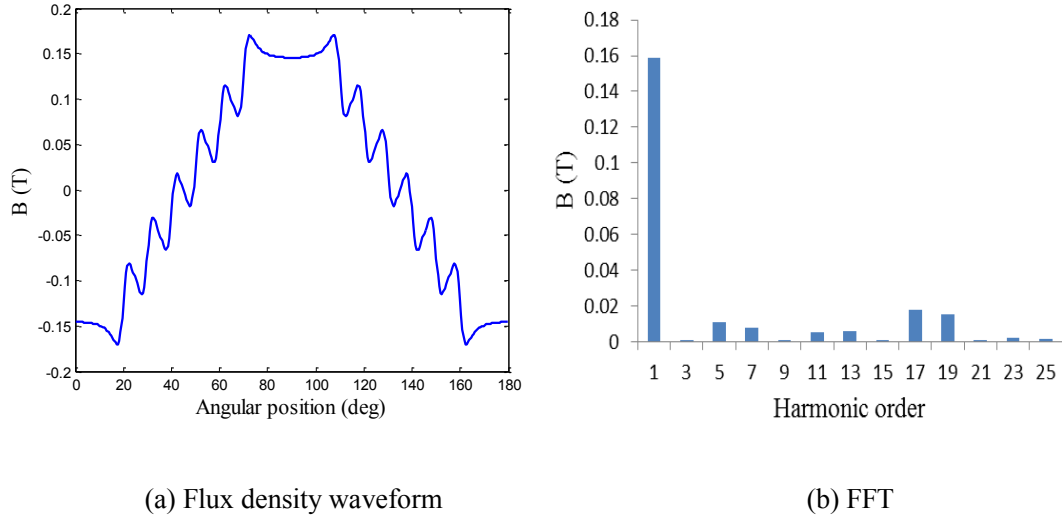 0.2
0.15
0.1
0.05
0
-0.05
-0.1
-0.15
-0.2
B (T)
0 20 40 60 80 100 120 140 160 180
Angular position (deg)
0.18
0.16
0.14
0.12
0.1
0.08
0.06
0.04
0.02
0
B (T)
1 3 5 7 9 11 13 15 17 19 21 23 25
Harmonic order
(a) Flux density waveform
(b) FFT